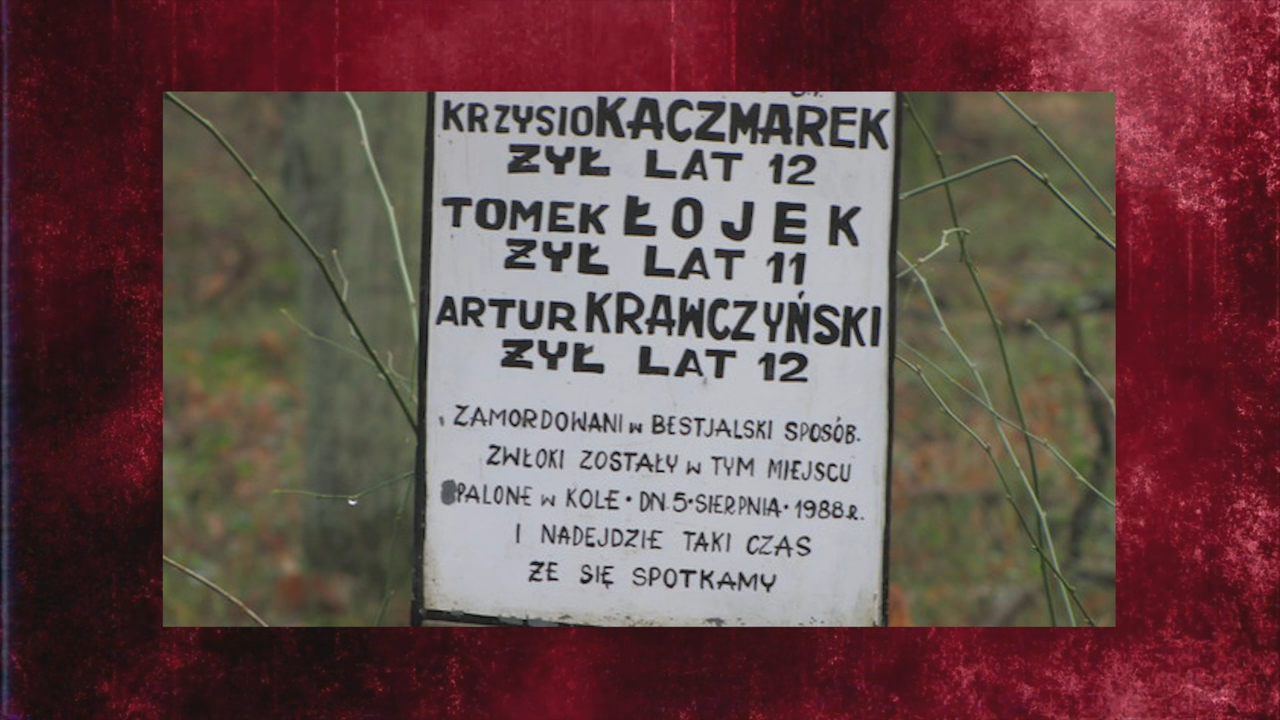 KRZYSIO KACZMAREK
ŻYŁ LAT 12
TOMEK ŁOJEK
ŻYŁ LAT 11
ARTUR KRAWCZYŃSKI
ŻYŁ LAT 12
ZAMORDOWANI w BESTJALSKI SPOSÓB.
ZWŁOKI ZOSTAŁY w TYM MIEJSCU
PALONE w KOLE • DN. 5 • SIERPNIA • 1988R.
I NADEJDZIE TAKI CZAS
ŻE SIĘ SPOTKAMY